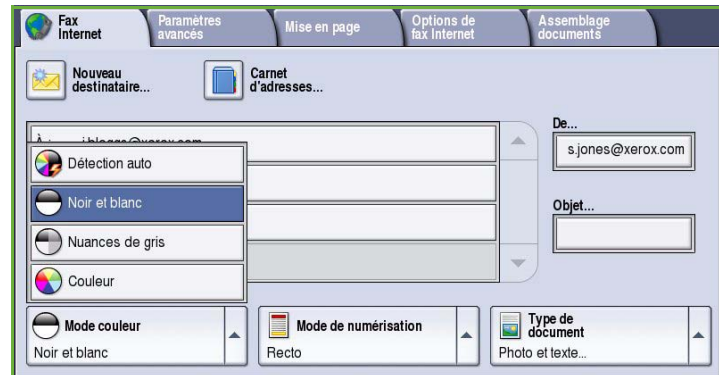 Fax
Internet
Paramètres
avancés
Mise en page
Options de
fax Internet
Assemblage
documents
Nouveau
destinataire...
Carnet
d'adresses...
De...
s.jones@xerox.com
Détection auto
Noir et blanc
Objet...
Nuances de gris
Couleur
Mode couleur
Noir et blanc
Mode de numérisation
Recto
Type de
document
Photo et texte...